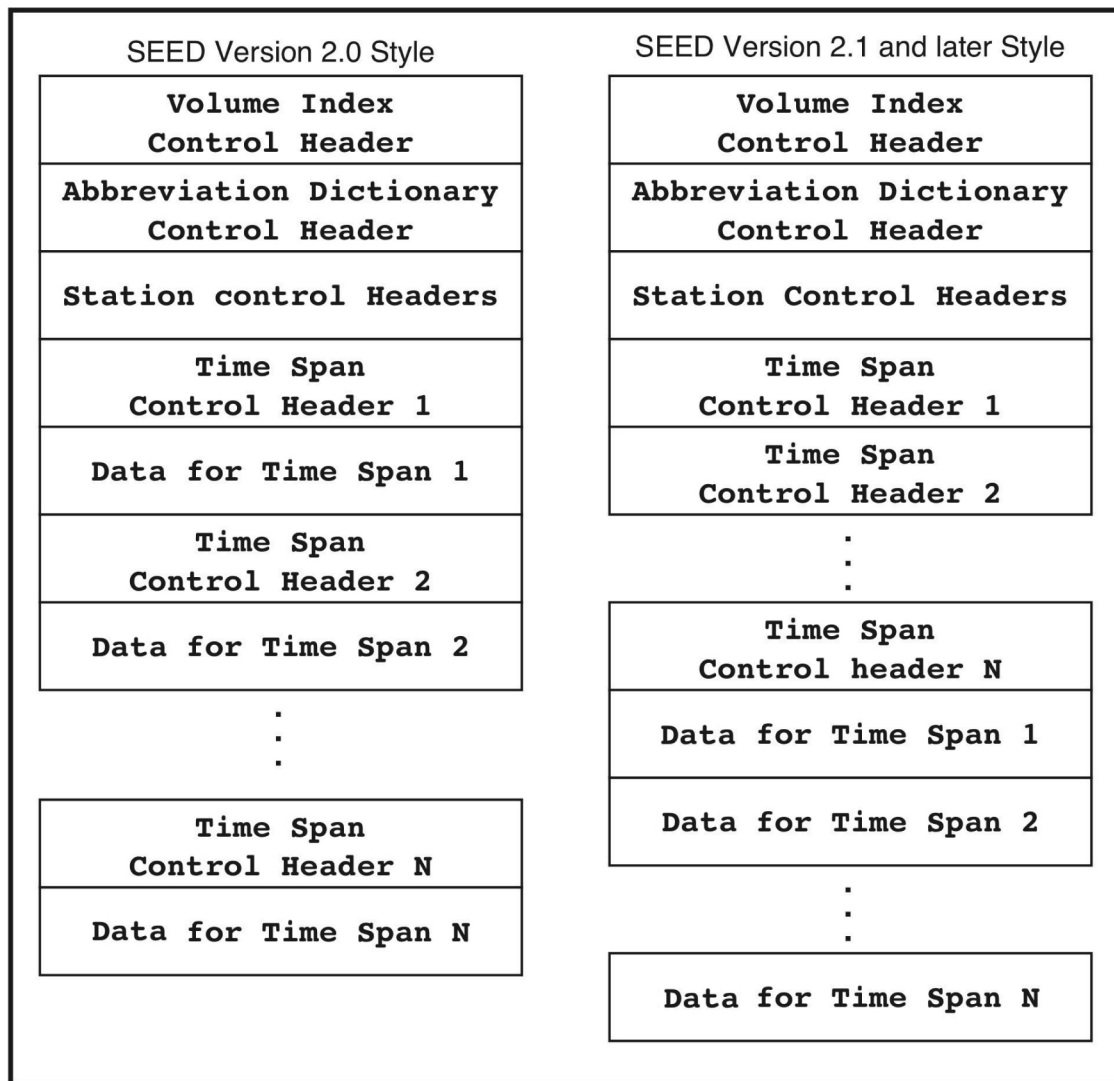 SEED Version 2.0 Style
Volume Index
Control Header
Abbreviation Dictionary
Control Header
Station control Headers
Time Span
Control Header 1
Data for Time Span 1
Time Span
Control Header 2
Data for Time Span 2
.
.
.
Time Span
Control Header N
Data for Time Span N
SEED Version 2.1 and later Style
Volume Index
Control Header
Abbreviation Dictionary
Control Header
Station Control Headers
Time Span
Control Header 1
Time Span
Control Header 2
.
.
.
Time Span
Control header N
Data for Time Span 1
Data for Time Span 2
.
.
.
Data for Time Span N